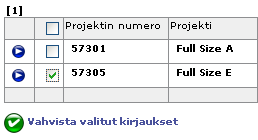 [1]
Projektin numero Projekti
57301 Full Size A
57305 Full Size E
Vahvista valitut kirjaukset